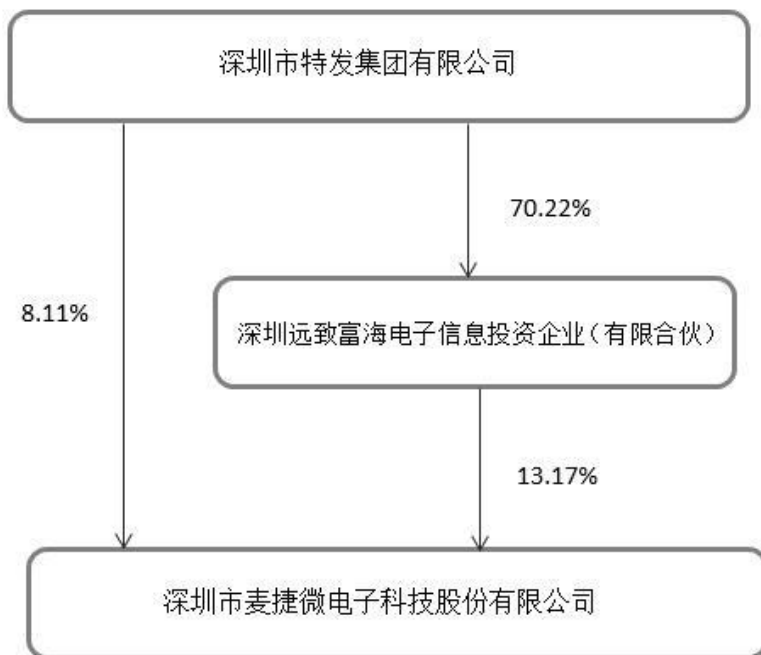 深圳市特发集团有限公司
70.22%
8.11%
深圳远致富海电子信息投资企业（有限合伙）
13.17%
深圳市麦捷微电子科技股份有限公司